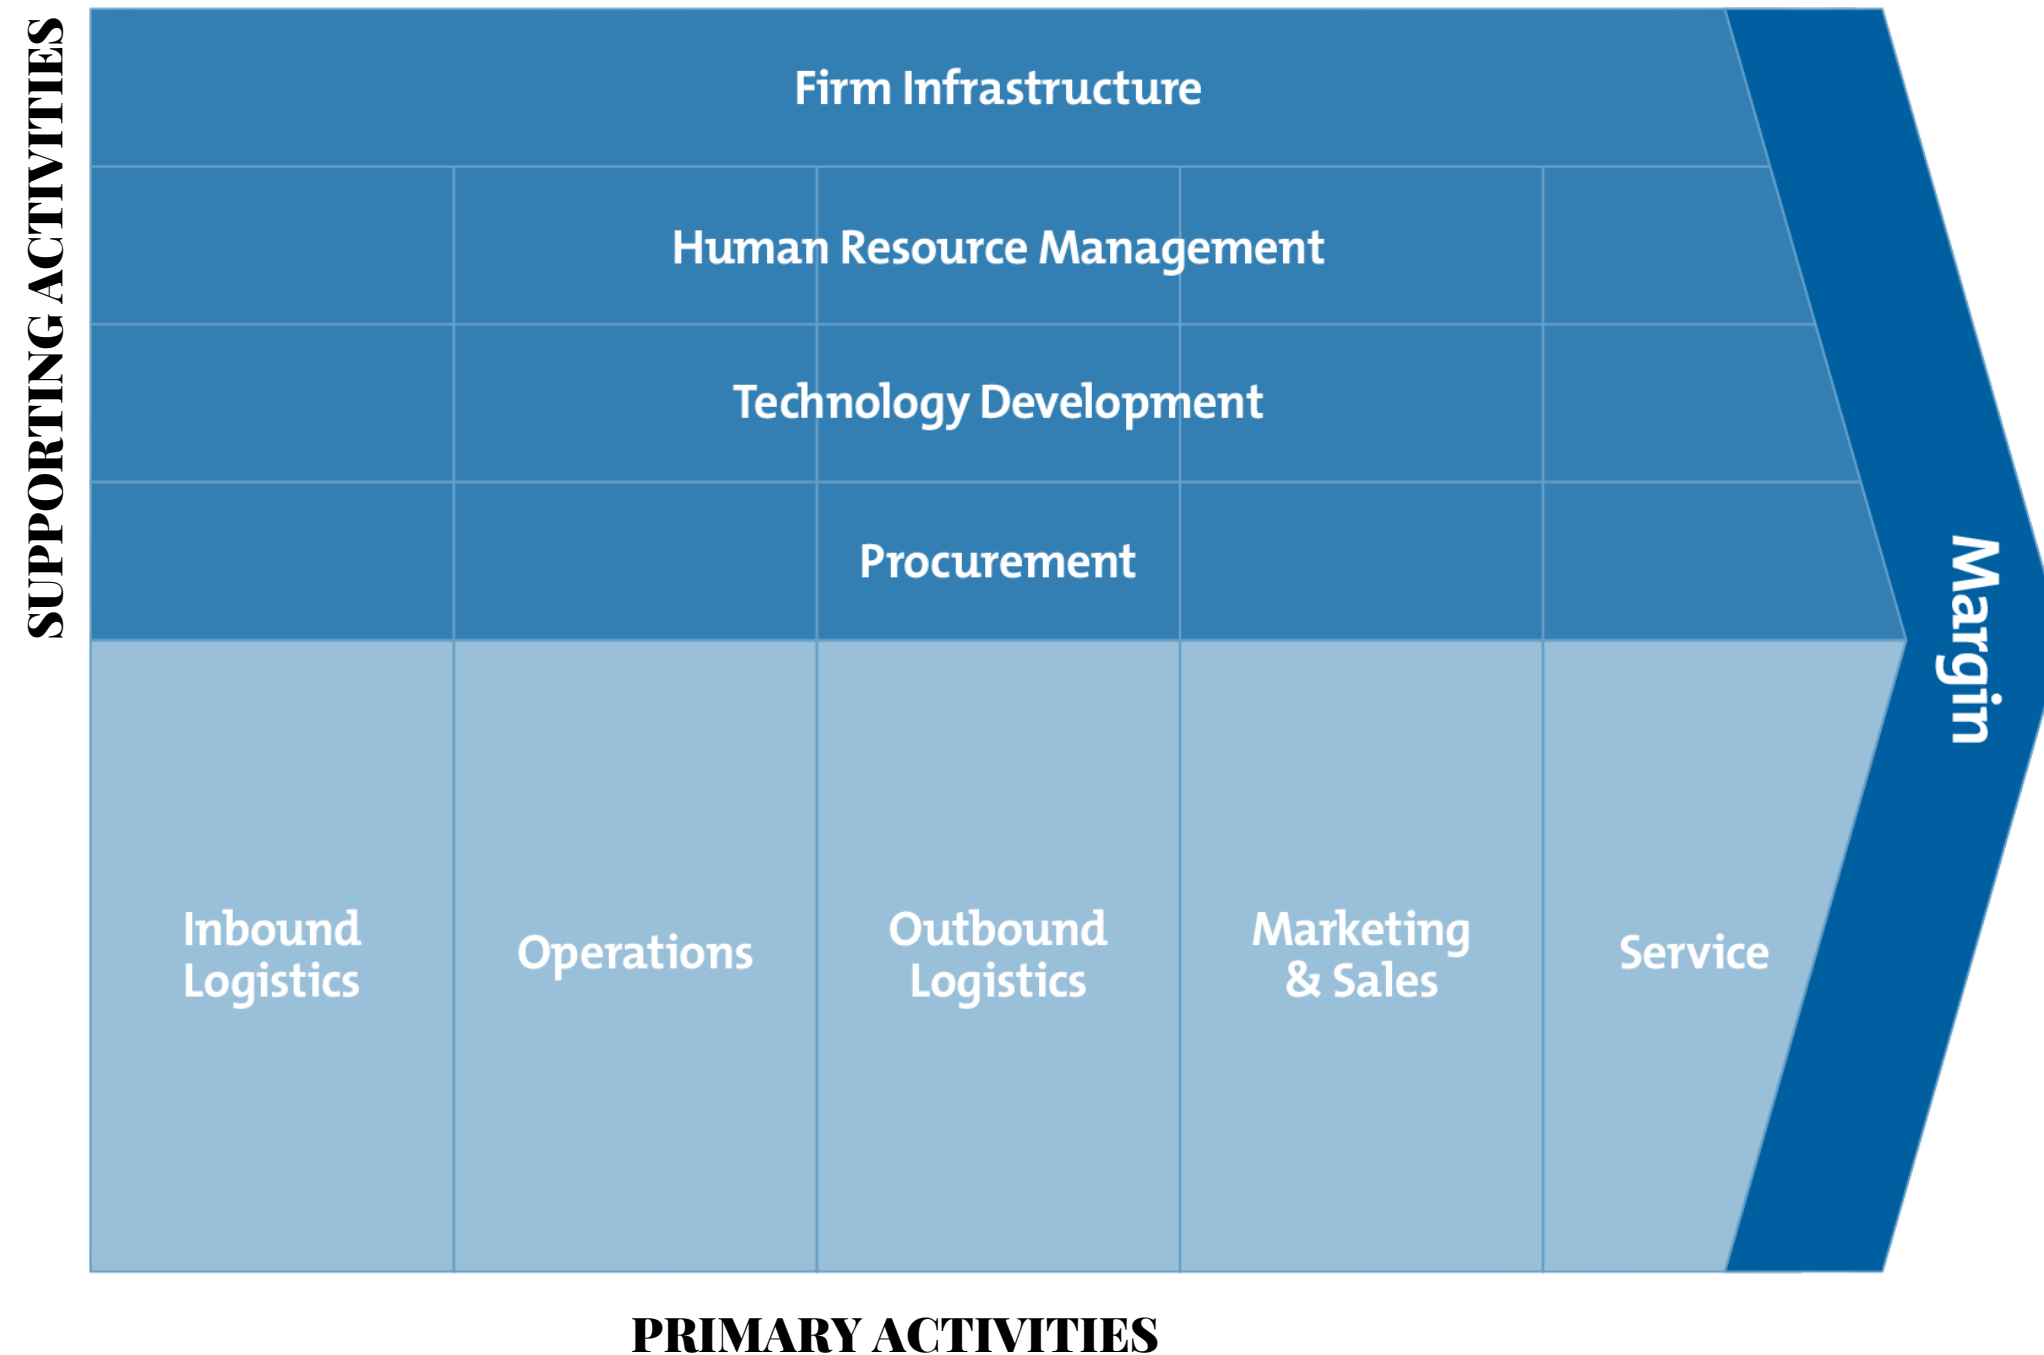 SUPPORTING ACTIVITIES
Firm Infrastructure
Human Resource Management
Technology Development
Procurement
Margin
Inbound
Logistics
Operations
Outbound
Logistics
Marketing
& Sales
Service
PRIMARY ACTIVITIES